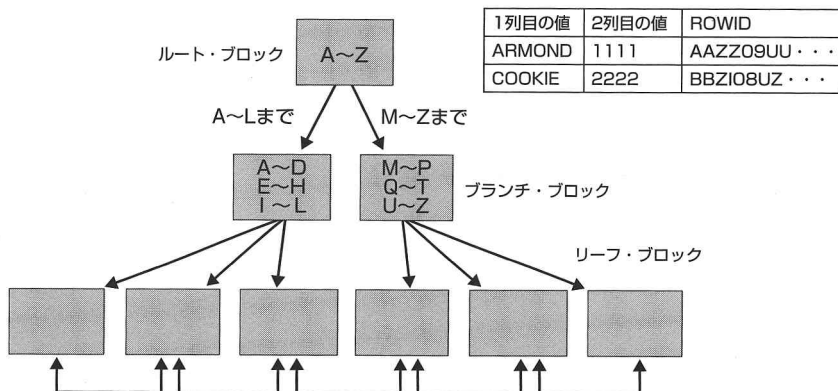 1列目の値 2列目の値 ROWID
ARMOND 1111 AAZZ09UU・・・
COOKIE 2222 BBZI08UZ・・・
ルート・ブロック
A~Z
A~Lまで
M~Zまで
A~D
E~H
I~L
M~P
Q~T
U~Z
ブランチ・ブロック
リーフ・ブロック